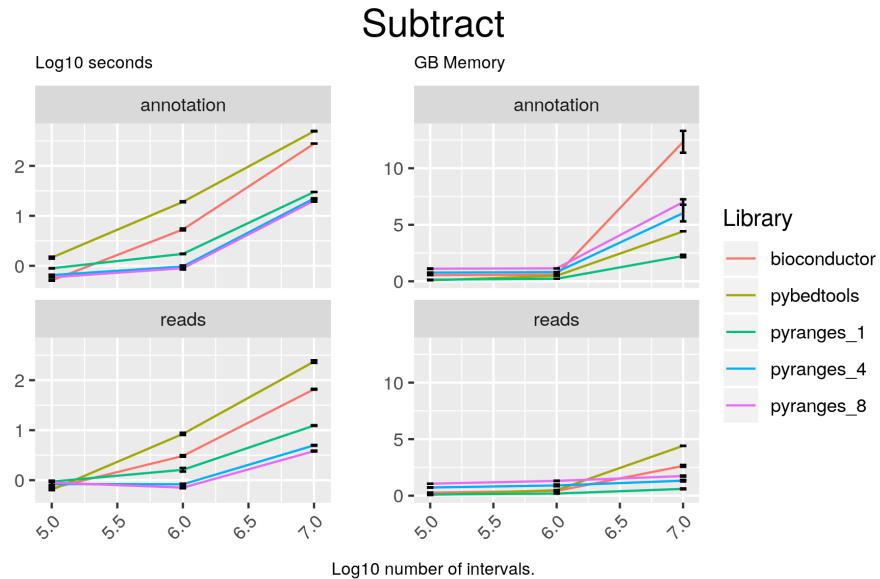 Subtract
Log10 seconds
GB Memory
annotation
annotation
2
1
0
10
5
0
reads
reads
2
1
0
10
5
0
5.0
5.5
6.0
6.5
7.0
5.0
5.5
6.0
6.5
7.0
Log10 number of intervals.
Library
bioconductor
pybedtools
pyranges_1
pyranges_4
pyranges_8